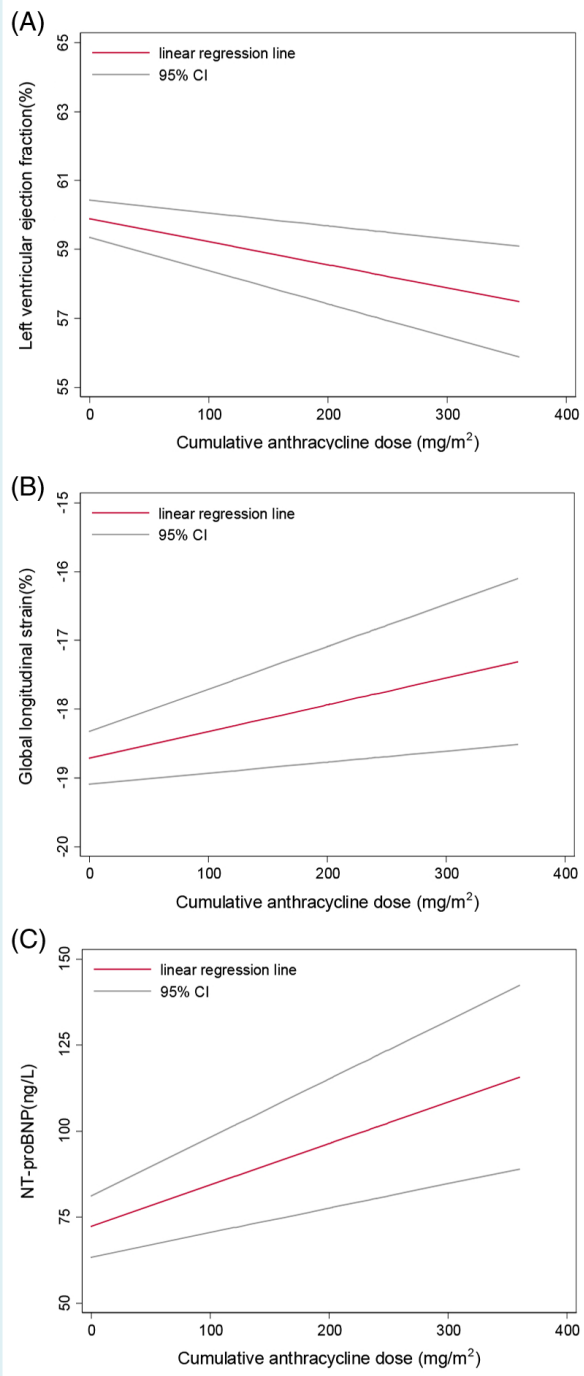 (A)
65
63
61
59
57
55
Left ventricular ejection fraction(%)
linear regression line
95% CI
0 100 200 300 400
Cumulative anthracycline dose (mg/m²)
(B)
-15
-16
-17
-18
-19
-20
Global longitudinal strain(%)
linear regression line
95% CI
0 100 200 300 400
Cumulative anthracycline dose (mg/m²)
(C)
150
125
100
75
50
NT-proBNP(ng/L)
linear regression line
95% CI
0 100 200 300 400
Cumulative anthracycline dose (mg/m²)